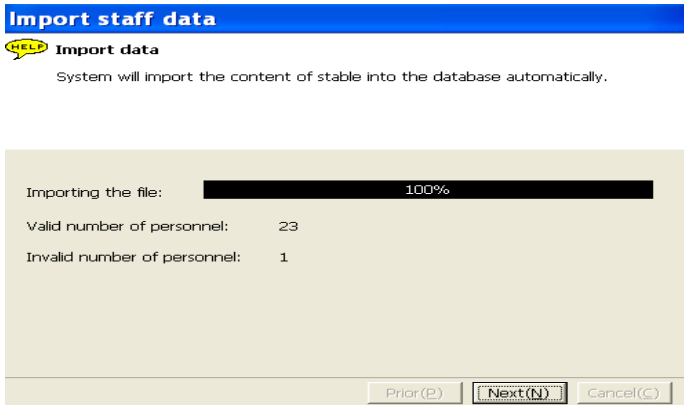 Import staff data
HELP Import data
System will import the content of stable into the database automatically.
Importing the file: 100%
Valid number of personnel: 23
Invalid number of personnel: 1
Prior(P) Next(N) Cancel(C)